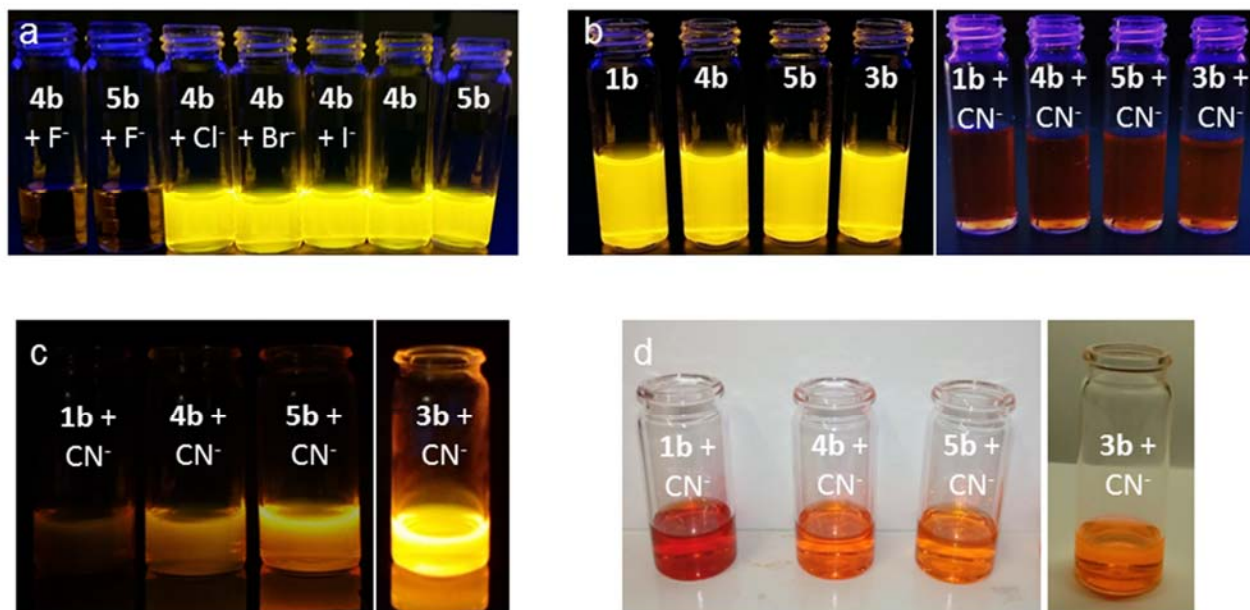 a
4b
+ F⁻
5b
+ F⁻
4b
+ Cl⁻
4b
+ Br⁻
4b
+ I⁻
4b
5b
b
1b
4b
5b
3b
1b +
CN⁻
4b +
CN⁻
5b +
CN⁻
3b +
CN⁻
c
1b +
CN⁻
4b +
CN⁻
5b +
CN⁻
3b +
CN⁻
d
1b +
CN⁻
4b +
CN⁻
5b +
CN⁻
3b +
CN⁻